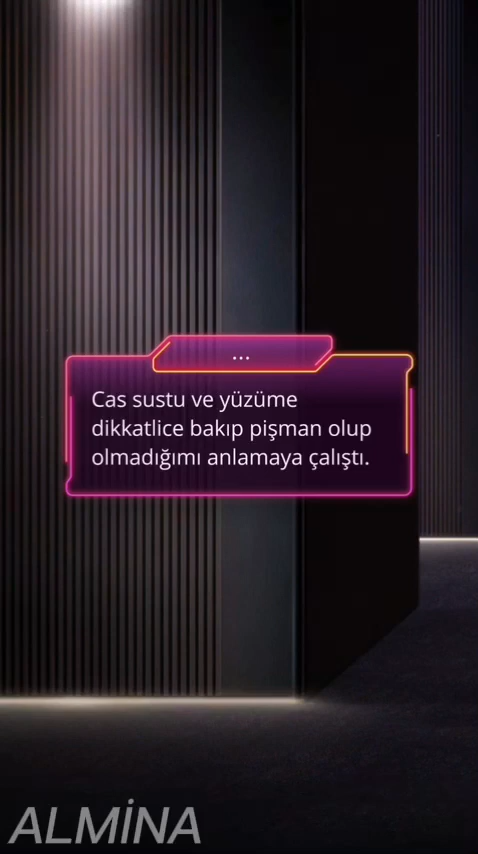 ...
Cas sustu ve yüzüme
dikkatlice bakıp pişman olup
olmadığımı anlamaya çalıştı.
ALMİNA